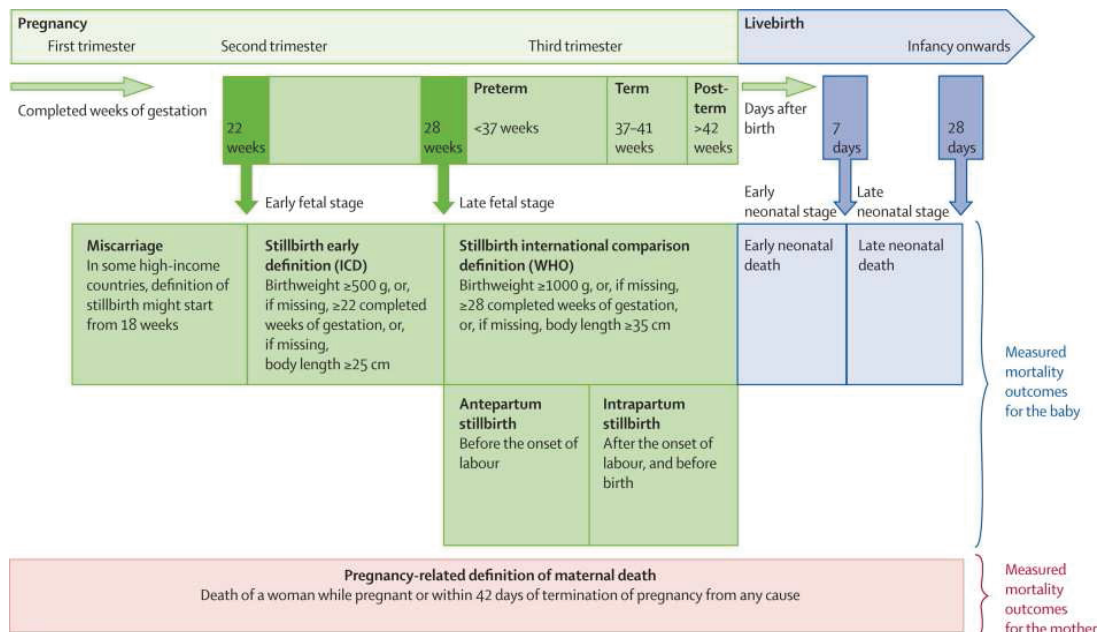 Pregnancy
Livebirth
First trimester
Second trimester
Third trimester
Infancy onwards
Completed weeks of gestation
22
weeks
28
weeks
Preterm
<37 weeks
Term
37–41
weeks
Post-
term
>42
weeks
Days after
birth
7
days
28
days
Early fetal stage
Late fetal stage
Early
neonatal stage
Late
neonatal stage
Miscarriage
In some high-income
countries, definition of
stillbirth might start
from 18 weeks
Stillbirth early
definition (ICD)
Birthweight ≥500 g, or,
if missing, ≥22 completed
weeks of gestation, or,
if missing,
body length ≥25 cm
Stillbirth international comparison
definition (WHO)
Birthweight ≥1000 g, or, if missing,
≥28 completed weeks of gestation,
or, if missing, body length ≥35 cm
Early neonatal
death
Late neonatal
death
Antepartum
stillbirth
Before the onset of
labour
Intrapartum
stillbirth
After the onset of
labour, and before
birth
Measured
mortality
outcomes
for the baby
Pregnancy-related definition of maternal death
Death of a woman while pregnant or within 42 days of termination of pregnancy from any cause
Measured
mortality
outcomes
for the mother